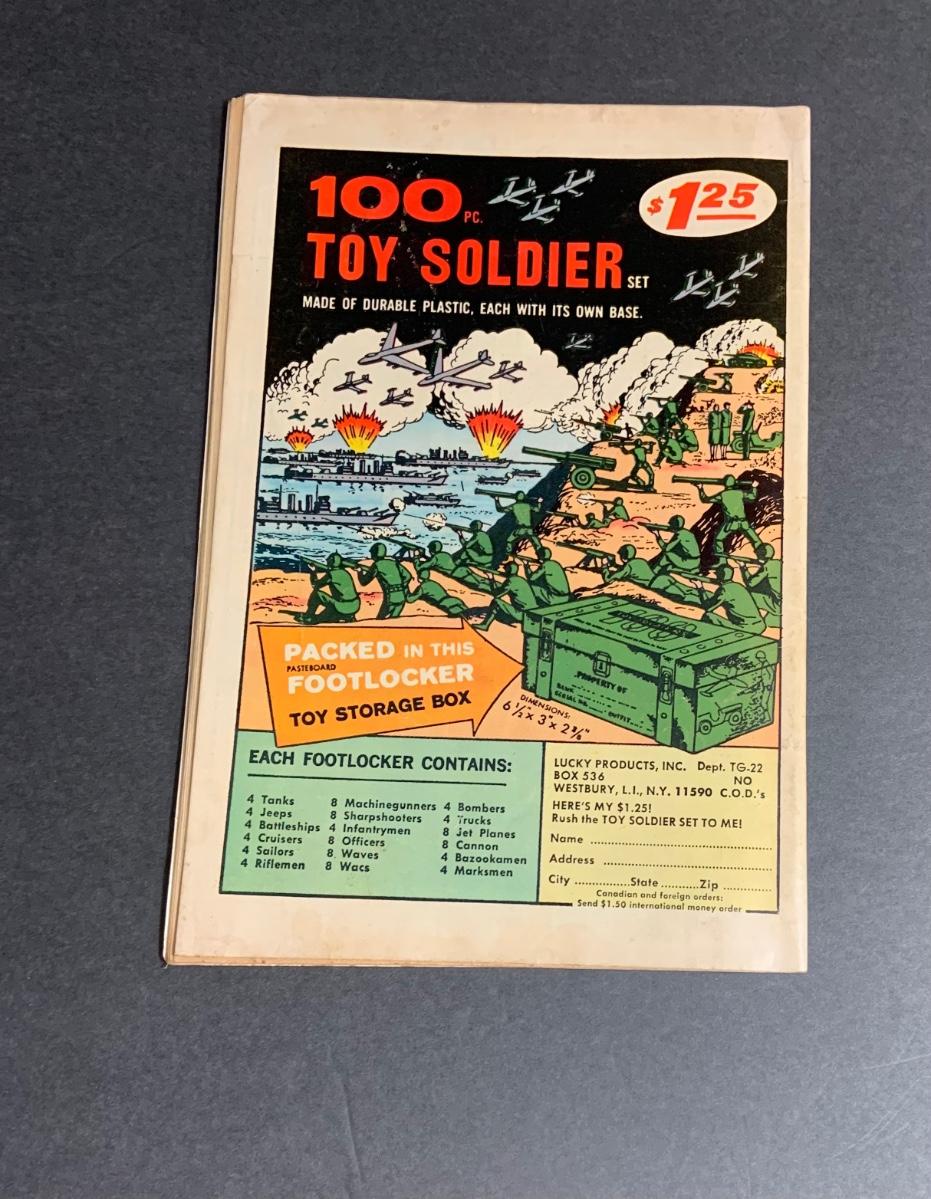 100 PC.
$1 25
TOY SOLDIER SET
MADE OF DURABLE PLASTIC, EACH WITH ITS OWN BASE.
PACKED IN THIS
PASTEBOARD
FOOTLOCKER
TOY STORAGE BOX
PROPERTY OF
DIMENSIONS:
6 1/2" x 3" x 2 3/8"
EACH FOOTLOCKER CONTAINS:
4 Tanks
4 Jeeps
4 Battleships
4 Cruisers
4 Sailors
4 Riflemen
8 Machinegunners
8 Sharpshooters
4 Infantrymen
8 Officers
8 Waves
8 Wacs
4 Bombers
4 Trucks
8 Jet Planes
8 Cannon
4 Bazookamen
4 Marksmen
LUCKY PRODUCTS, INC. Dept. TG-22
BOX 536 NO
WESTBURY, L.I., N.Y. 11590 C.O.D.'s
HERE'S MY $1.25!
Rush the TOY SOLDIER SET TO ME!
Name
Address
City ..............State ..........Zip ............
Canadian and foreign orders:
Send $1.50 international money order